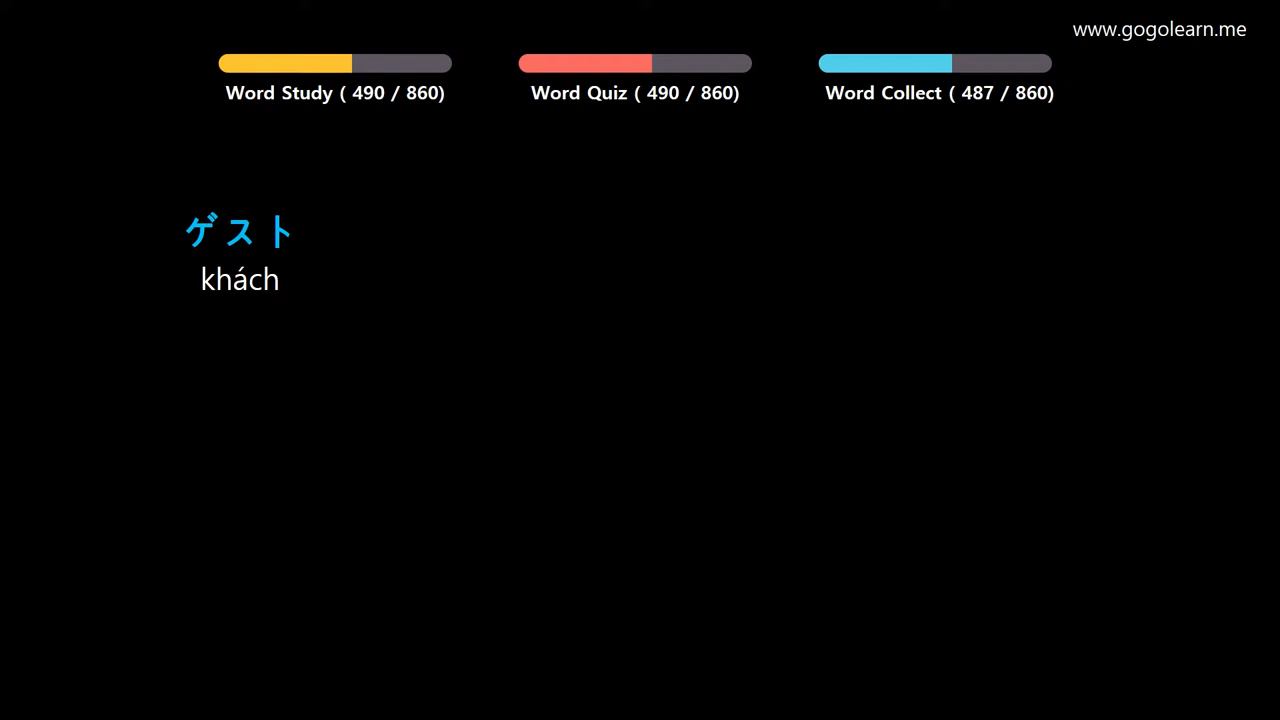 www.gogolearn.me
Word Study ( 490 / 860)
Word Quiz ( 490 / 860)
Word Collect ( 487 / 860)
ゲスト
khách